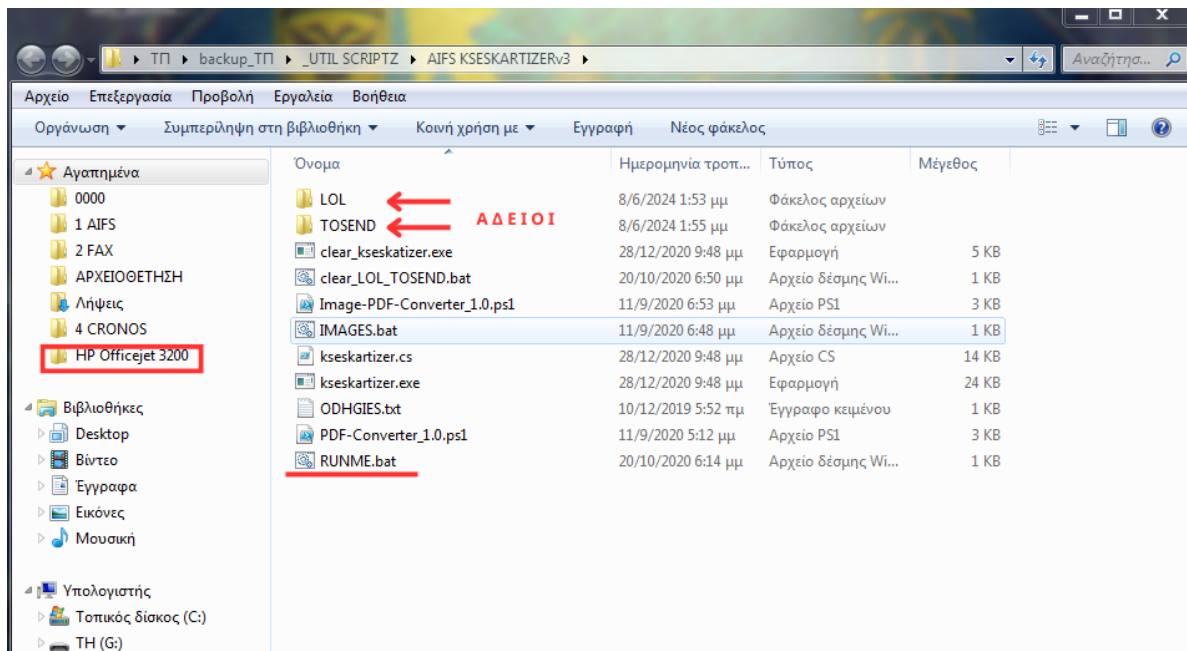 ΤΠ ▸ backup_ΤΠ ▸ _UTIL SCRIPTZ ▸ AIFS KSESKARTIZERv3 ▸
Αναζήτησ...
Αρχείο Επεξεργασία Προβολή Εργαλεία Βοήθεια
Οργάνωση Συμπερίληψη στη βιβλιοθήκη Κοινή χρήση με Εγγραφή Νέος φάκελος
Αγαπημένα
0000
1 AIFS
2 FAX
ΑΡΧΕΙΟΘΕΤΗΣΗ
Λήψεις
4 CRONOS
HP Officejet 3200
Βιβλιοθήκες
Desktop
Βίντεο
Έγγραφα
Εικόνες
Μουσική
Υπολογιστής
Τοπικός δίσκος (C:)
TH (G:)
Όνομα Ημερομηνία τροπ... Τύπος Μέγεθος
LOL 8/6/2024 1:53 μμ Φάκελος αρχείων
ΑΔΕΙΟΙ
TOSEND 8/6/2024 1:55 μμ Φάκελος αρχείων
clear_kseskatizer.exe 28/12/2020 9:48 μμ Εφαρμογή 5 KB
clear_LOL_TOSEND.bat 20/10/2020 6:50 μμ Αρχείο δέσμης Wi... 1 KB
Image-PDF-Converter_1.0.ps1 11/9/2020 6:53 μμ Αρχείο PS1 3 KB
IMAGES.bat 11/9/2020 6:48 μμ Αρχείο δέσμης Wi... 1 KB
kseskartizer.cs 28/12/2020 9:48 μμ Αρχείο CS 14 KB
kseskartizer.exe 28/12/2020 9:48 μμ Εφαρμογή 24 KB
ODHGIES.txt 10/12/2019 5:52 πμ Έγγραφο κειμένου 1 KB
PDF-Converter_1.0.ps1 11/9/2020 5:12 μμ Αρχείο PS1 3 KB
RUNME.bat 20/10/2020 6:14 μμ Αρχείο δέσμης Wi... 1 KB